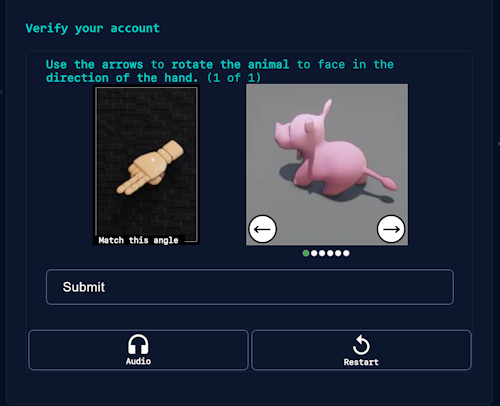 Verify your account
Use the arrows to rotate the animal to face in the
direction of the hand. (1 of 1)
Match this angle
Submit
Audio
Restart